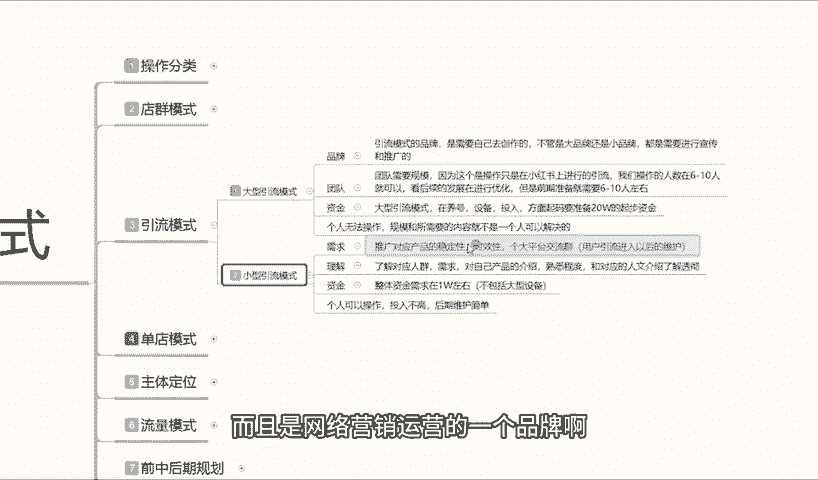 1 操作分类
2 店群模式
引流模式的品牌，是需要自己去创作的，不管是大品牌还是小品牌，都是需要进行宣传
品牌
和推广的
团队需要规模，因为这个是操作只是在小红书上进行的引流，我们操作的人数在6-10人
1 大型引流模式
团队
就可以，看后续的发展在进行优化，但是前期准备就需要6-10人左右
资金
大型引流模式，在养号，设备，投入，方面起码要准备20W的起步资金
3 引流模式
个人无法操作，规模和所需要的内容就不是一个人可以解决的
式
需求
推广对应产品的稳定性，效性，个大平台交流群（用户引流进入以后的维护）
理解
了解对应人群，需求，对自己产品的介绍，熟悉程度，和对应的人文介绍了解透彻
2 小型引流模式
资金
整体资金需求在1W左右（不包括大型设备）
个人可以操作，投入不高，后期维护简单
4 单店模式
5 主体定位
6 流量模式
而且是网络营销运营的一个品牌啊
7 前中后期规划